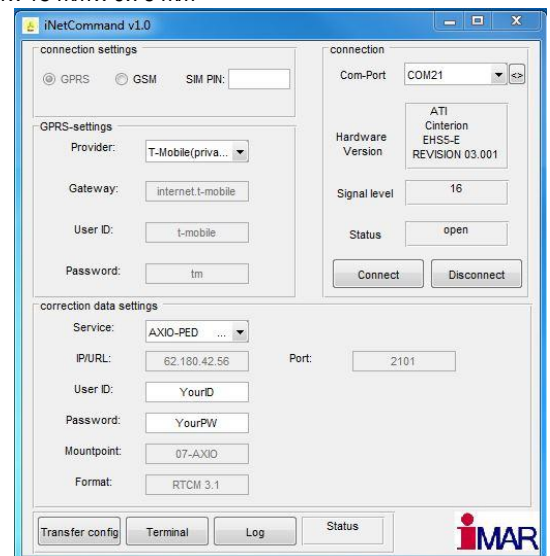 iNetCommand v1.0
connection settings
GPRS
GSM
SIM PIN:
connection
Com-Port
COM21
<>
Hardware
Version
ATI
Cinterion
EHS5-E
REVISION 03.001
Signal level
16
Status
open
Connect
Disconnect
GPRS-settings
Provider:
T-Mobile(priva...
Gateway:
internet.t-mobile
User ID:
t-mobile
Password:
tm
correction data settings
Service:
AXIO-PED ...
IP/URL:
62.180.42.56
Port:
2101
User ID:
YourID
Password:
YourPW
Mountpoint:
07-AXIO
Format:
RTCM 3.1
Transfer config
Terminal
Log
Status
iMAR